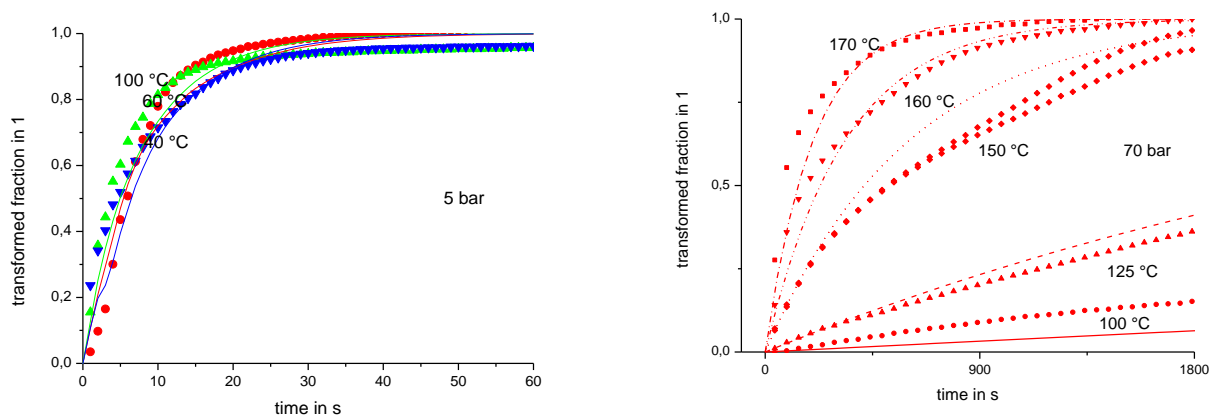 1,0
0,8
0,6
0,4
0,2
0,0
transformed fraction in 1
100 °C
60 °C
40 °C
5 bar
0 10 20 30 40 50 60
time in s
1,0
0,5
0,0
transformed fraction in 1
170 °C
160 °C
150 °C
70 bar
125 °C
100 °C
0 900 1800
time in s